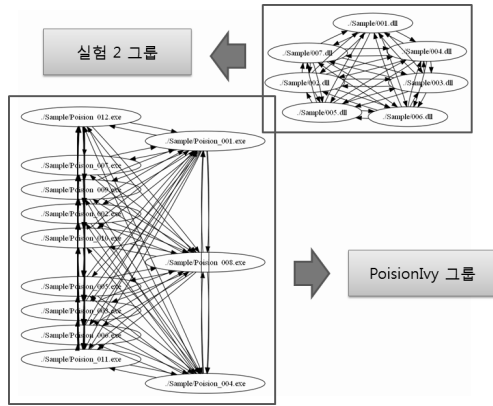 실험 2 그룹
./Sample/001.dll
./Sample/007.dll
./Sample/004.dll
./Sample/002.dll
./Sample/003.dll
./Sample/005.dll
./Sample/006.dll
./Sample/Poision_012.exe
./Sample/Poision_001.exe
./Sample/Poision_007.exe
./Sample/Poision_009.exe
./Sample/Poision_002.exe
./Sample/Poision_010.exe
./Sample/Poision_008.exe
./Sample/Poision_005.exe
./Sample/Poision_003.exe
./Sample/Poision_006.exe
./Sample/Poision_011.exe
./Sample/Poision_004.exe
PoisionIvy 그룹